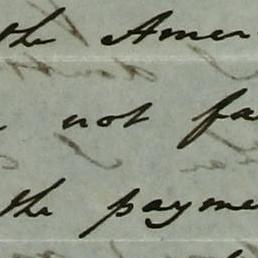 the Amer
not fa
the payme